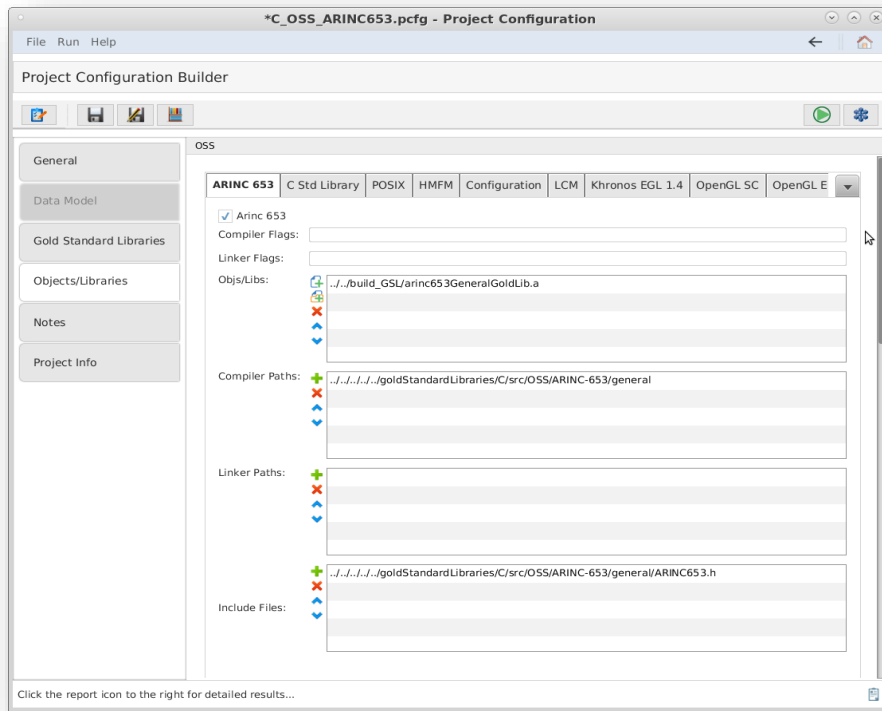 *C_OSS_ARINC653.pcfg - Project Configuration
File Run Help
Project Configuration Builder
General
Data Model
Gold Standard Libraries
Objects/Libraries
Notes
Project Info
OSS
ARINC 653 C Std Library POSIX HMFM Configuration LCM Khronos EGL 1.4 OpenGL SC OpenGL E
Arinc 653
Compiler Flags:
Linker Flags:
Objs/Libs:
../../build_GSL/arinc653GeneralGoldLib.a
Compiler Paths:
../../../../../goldStandardLibraries/C/src/OSS/ARINC-653/general
Linker Paths:
../../../../../goldStandardLibraries/C/src/OSS/ARINC-653/general/ARINC653.h
Include Files:
Click the report icon to the right for detailed results...